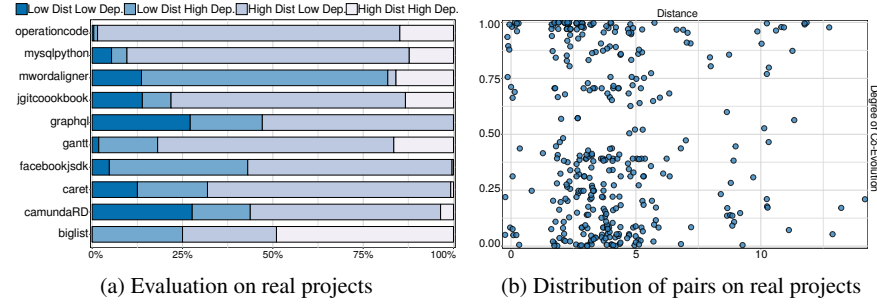 Low Dist Low Dep. Low Dist High Dep. High Dist Low Dep. High Dist High Dep.
operationcode
mysqlpython
mwordaligner
jgitcoookbook
graphql
gantt
facebookjsdk
caret
camundaRD
biglist
0% 25% 50% 75% 100%
(a) Evaluation on real projects
Distance
1.00
0.75
0.50
0.25
0.00
Degree of Co-Evolution
0 5 10
(b) Distribution of pairs on real projects